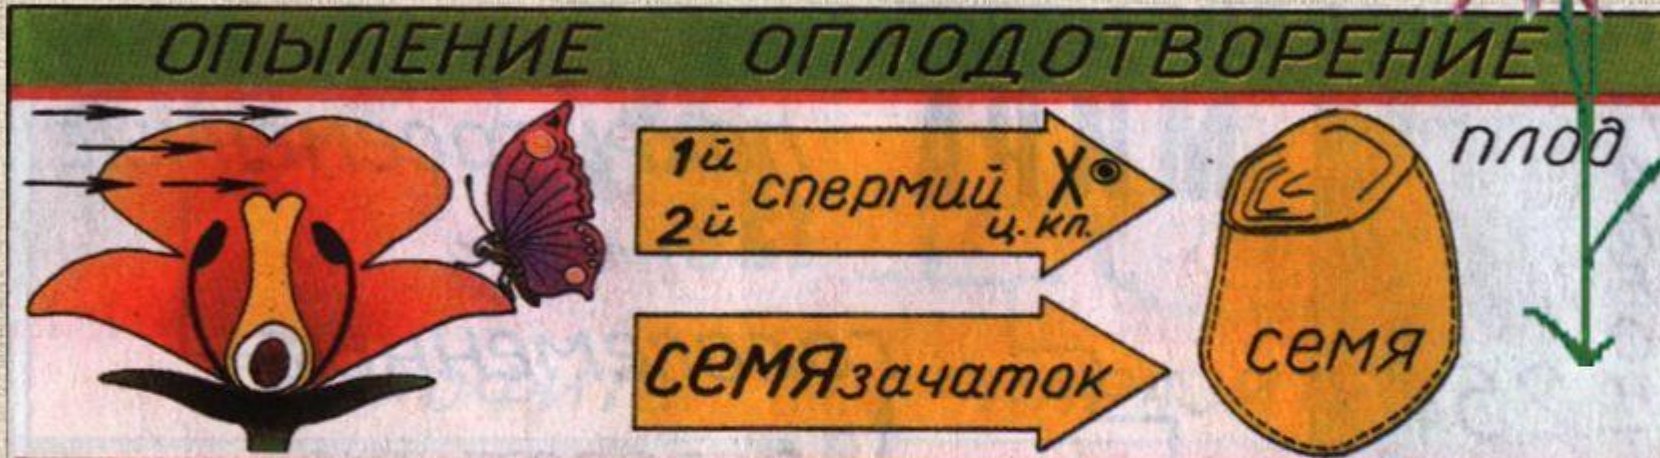 ОПЫЛЕНИЕ ОПЛОДОТВОРЕНИЕ
1й
2й
спермий Х
ц. кл.
плод
семязачаток
семя